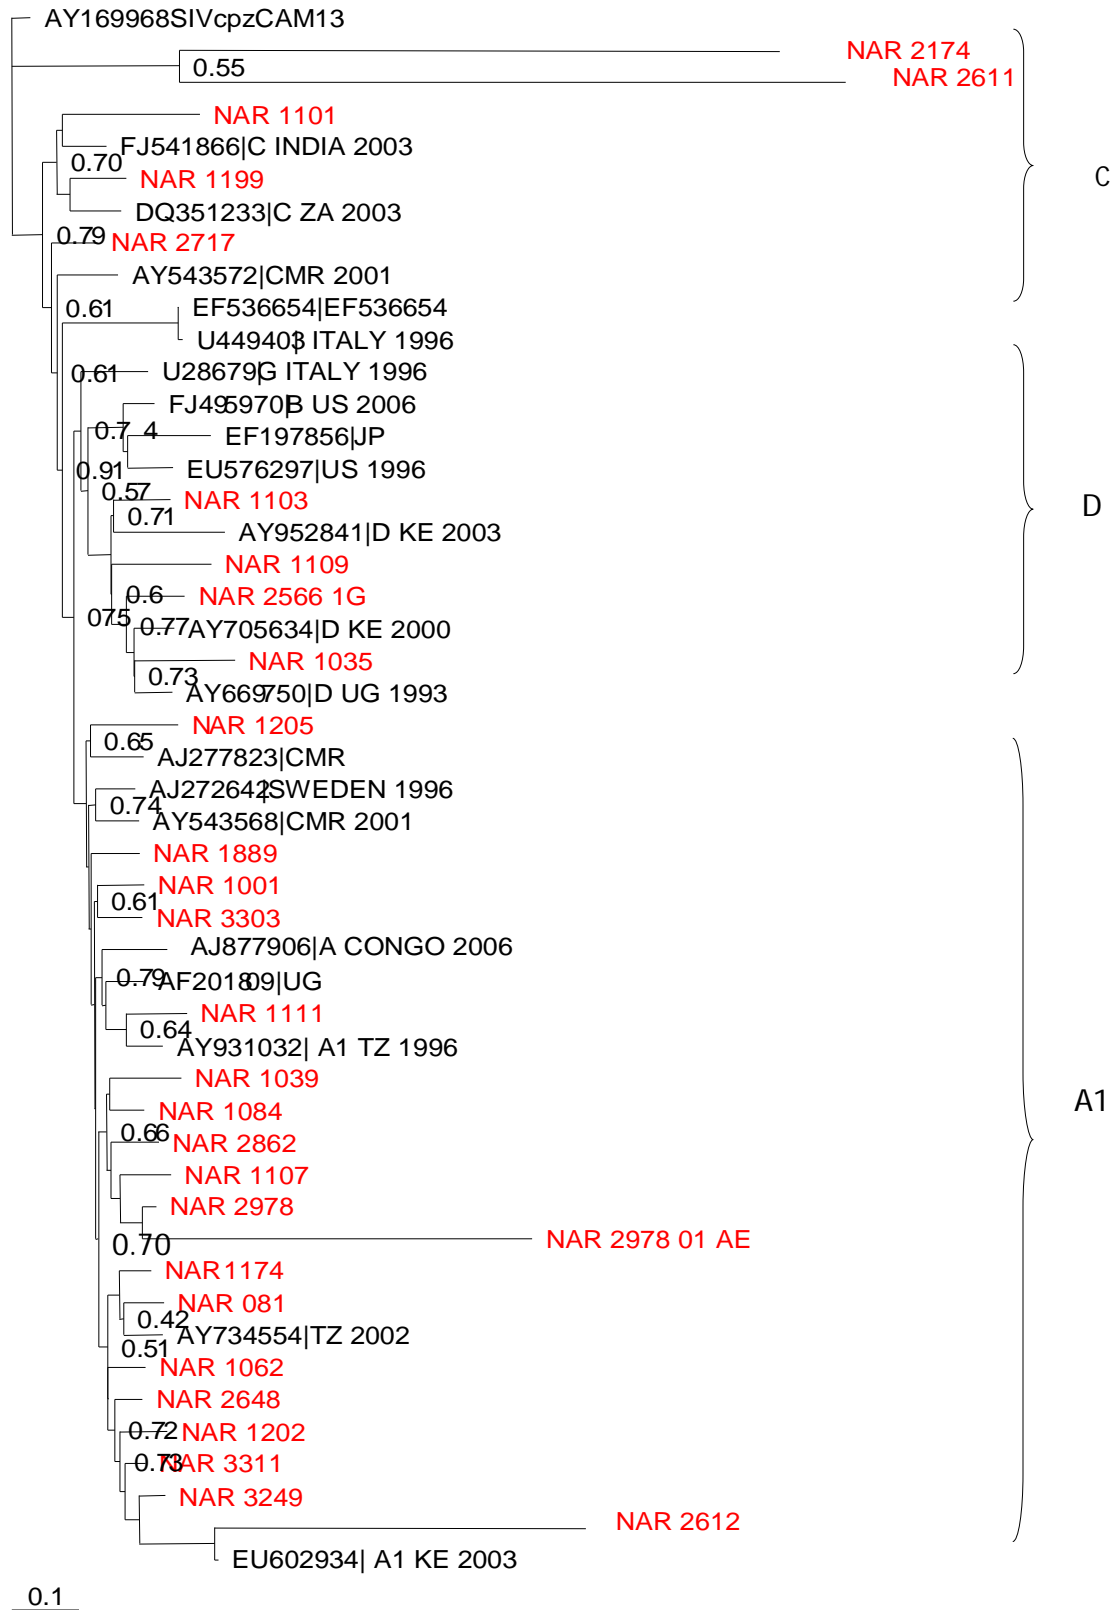 AY169968SIVcpzCAM13
NAR 2174
0.55
NAR 2611
NAR 1101
FJ541866|C INDIA 2003
0.70
NAR 1199
C
DQ351233|C ZA 2003
0.79
NAR 2717
AY543572|CMR 2001
0.61
EF536654|EF536654
U449403| ITALY 1996
0.61
U28679|G ITALY 1996
FJ495970|B US 2006
0.7 4
EF197856|JP
0.91
EU576297|US 1996
0.57
NAR 1103
D
0.71
AY952841|D KE 2003
NAR 1109
0.6
NAR 2566 1G
075
0.77
AY705634|D KE 2000
NAR 1035
0.73
AY669750|D UG 1993
NAR 1205
0.65
AJ277823|CMR
AJ272642|SWEDEN 1996
0.74
AY543568|CMR 2001
NAR 1889
NAR 1001
0.61
NAR 3303
AJ877906|A CONGO 2006
0.79
AF201809|UG
NAR 1111
0.64
AY931032| A1 TZ 1996
NAR 1039
A1
NAR 1084
0.66
NAR 2862
NAR 1107
NAR 2978
0.70
NAR 2978 01 AE
NAR1174
NAR 081
0.42
AY734554|TZ 2002
0.51
NAR 1062
NAR 2648
0.72
NAR 1202
0.73
NAR 3311
NAR 3249
NAR 2612
EU602934| A1 KE 2003
0.1